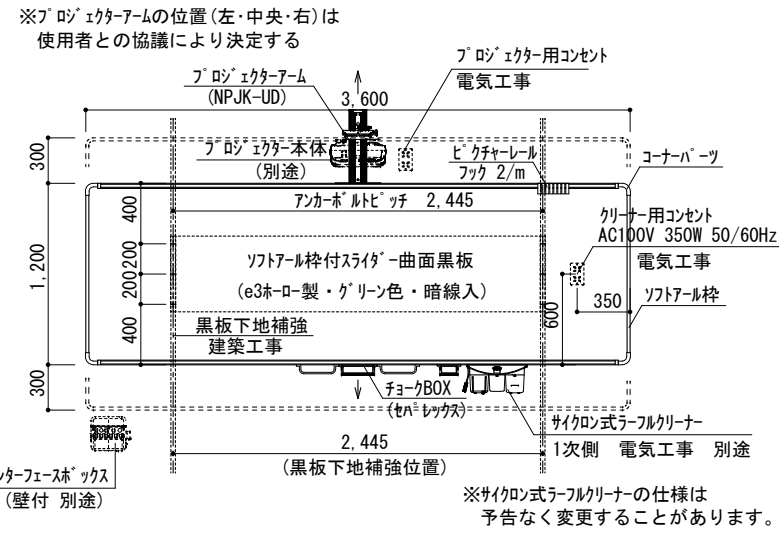 ※プロジェクターアームの位置(左・中央・右)は
使用者との協議により決定する
プロジェクター用コンセント
電気工事
プロジェクターアーム
(NPJK-UD)
3,600
300
プロジェクター本体
(別途)
ピクチャーレール
フック 2/m
コーナーパーツ
400
アンカーボルトピッチ 2,445
クリーナー用コンセント
AC100V 350W 50/60Hz
電気工事
1,200
200
200
ソフトアール枠付スライダー曲面黒板
(e3ホーロー製・グリーン色・暗線入)
350
ソフトアール枠
600
400
黒板下地補強
建築工事
300
チョークBOX
(セパレックス)
サイクロン式ラーフルクリーナー
1次側 電気工事 別途
2,445
(黒板下地補強位置)
ンターフェースボックス
(壁付 別途)
※サイクロン式ラーフルクリーナーの仕様は
予告なく変更することがあります。